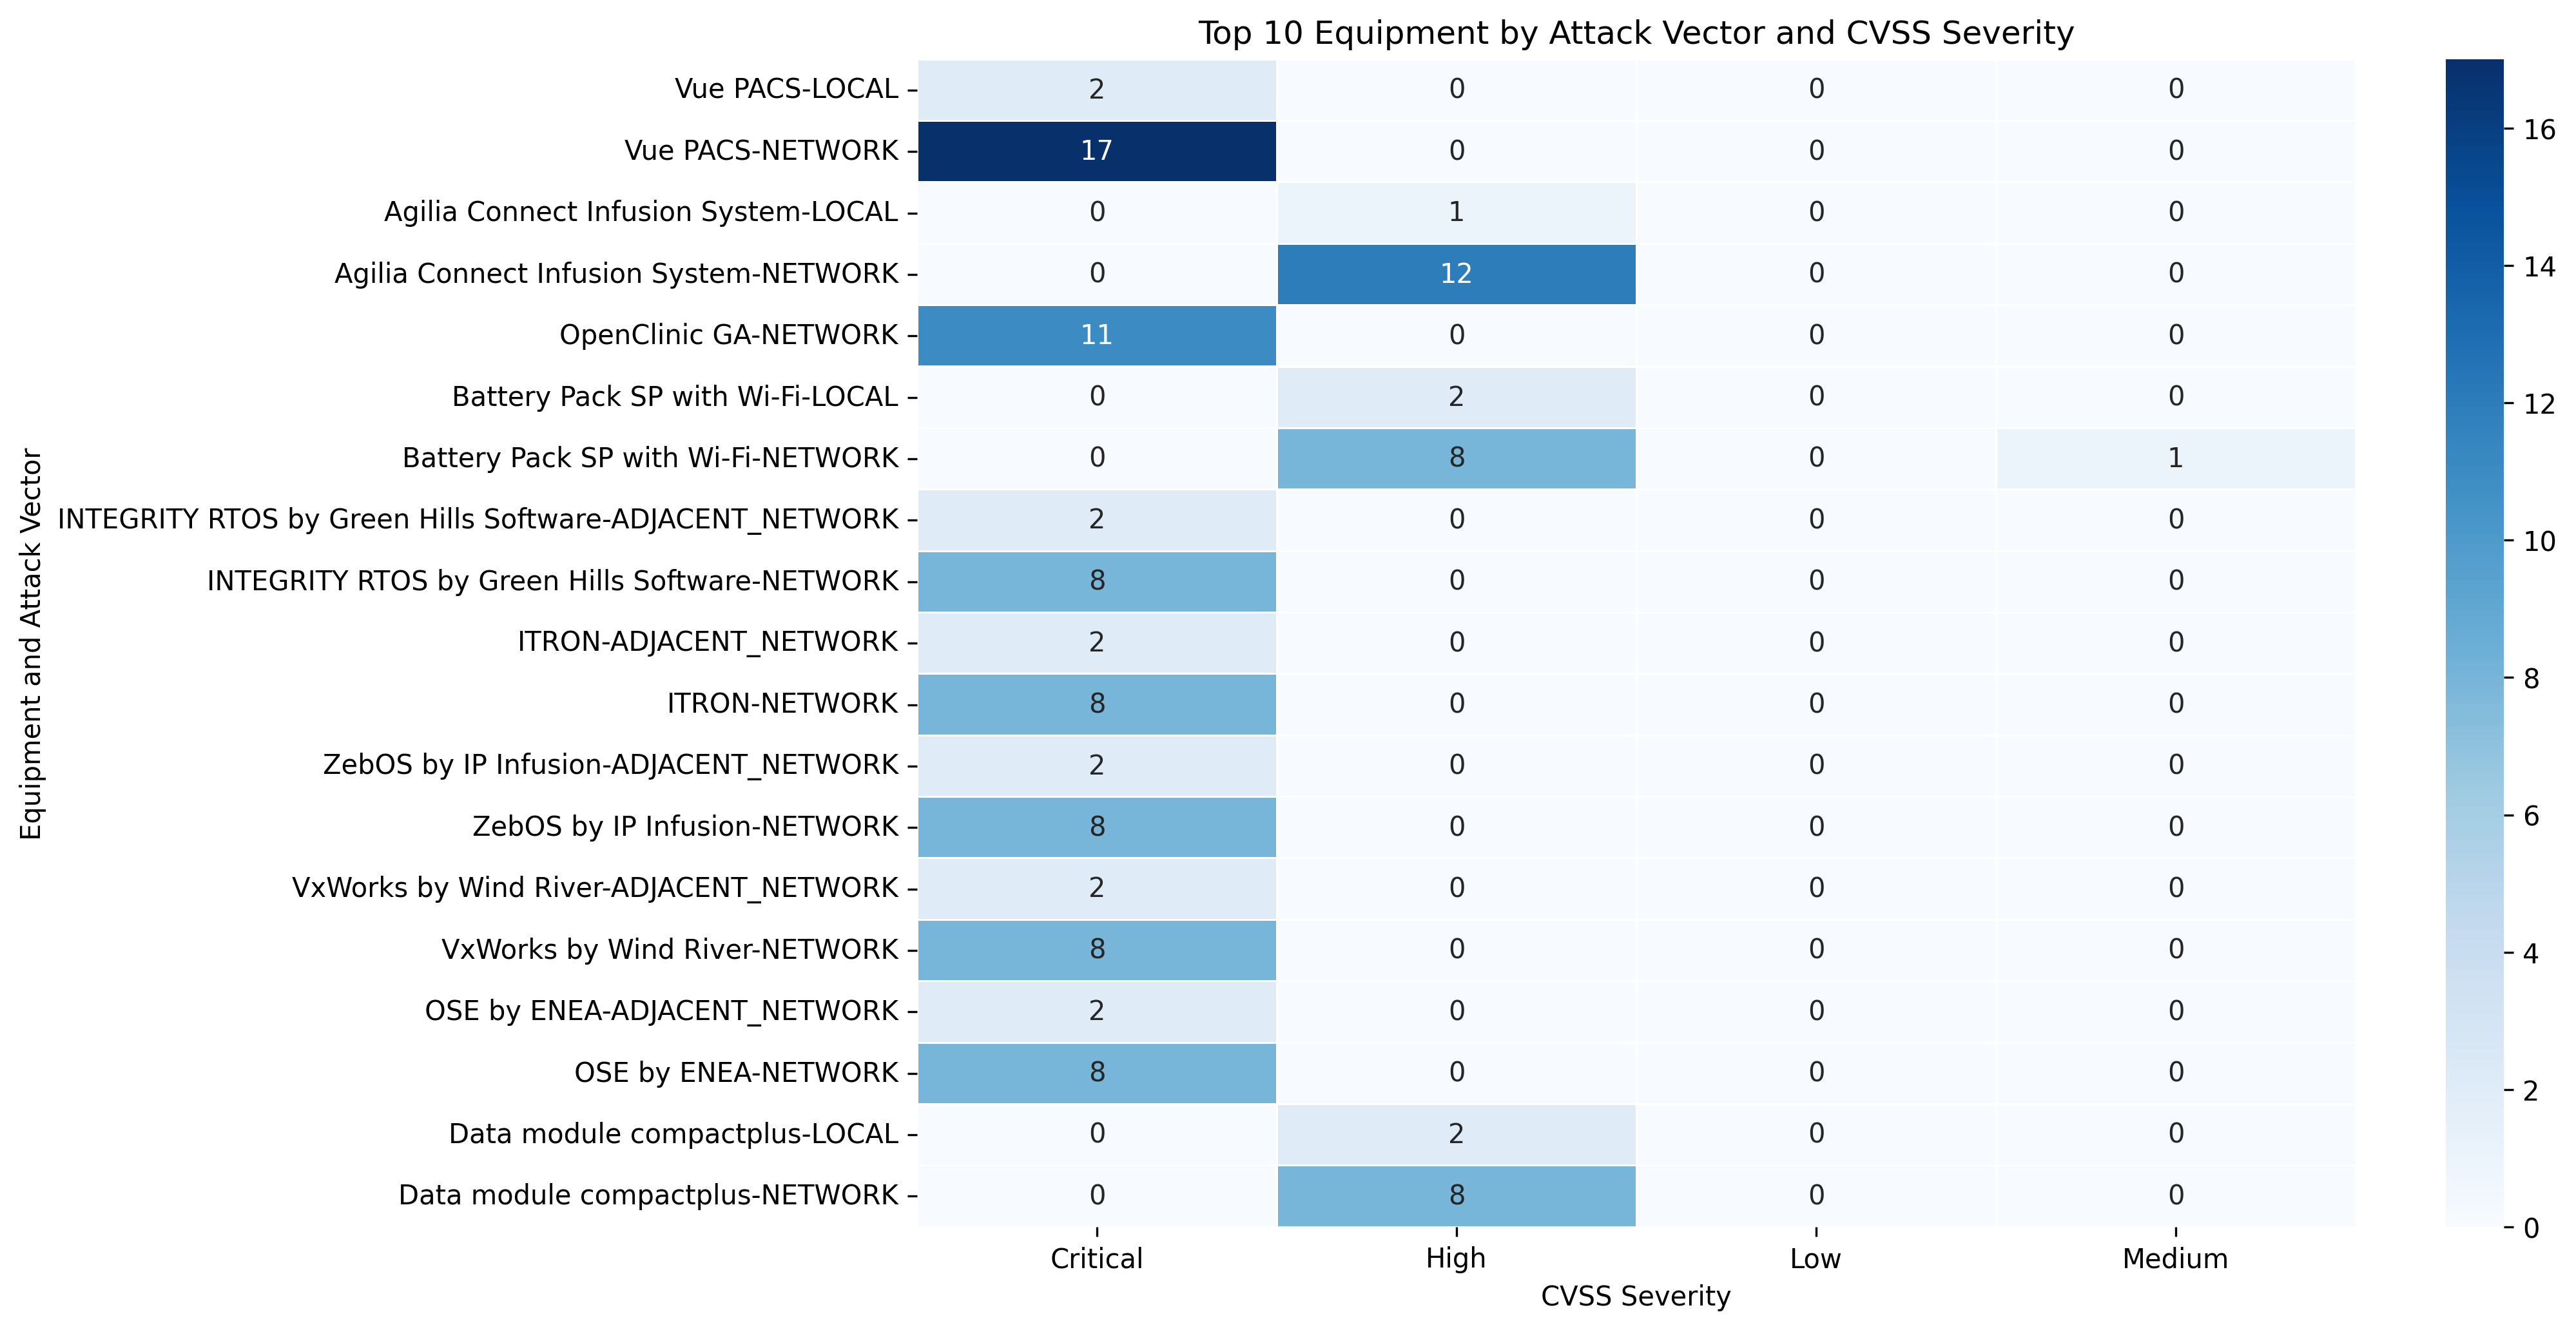 Top 10 Equipment by Attack Vector and CVSS Severity
Equipment and Attack Vector
Vue PACS-LOCAL 2 0 0 0
Vue PACS-NETWORK 17 0 0 0
Agilia Connect Infusion System-LOCAL 0 1 0 0
Agilia Connect Infusion System-NETWORK 0 12 0 0
OpenClinic GA-NETWORK 11 0 0 0
Battery Pack SP with Wi-Fi-LOCAL 0 2 0 0
Battery Pack SP with Wi-Fi-NETWORK 0 8 0 1
INTEGRITY RTOS by Green Hills Software-ADJACENT_NETWORK 2 0 0 0
INTEGRITY RTOS by Green Hills Software-NETWORK 8 0 0 0
ITRON-ADJACENT_NETWORK 2 0 0 0
ITRON-NETWORK 8 0 0 0
ZebOS by IP Infusion-ADJACENT_NETWORK 2 0 0 0
ZebOS by IP Infusion-NETWORK 8 0 0 0
VxWorks by Wind River-ADJACENT_NETWORK 2 0 0 0
VxWorks by Wind River-NETWORK 8 0 0 0
OSE by ENEA-ADJACENT_NETWORK 2 0 0 0
OSE by ENEA-NETWORK 8 0 0 0
Data module compactplus-LOCAL 0 2 0 0
Data module compactplus-NETWORK 0 8 0 0
Critical High Low Medium
CVSS Severity
16
14
12
10
8
6
4
2
0